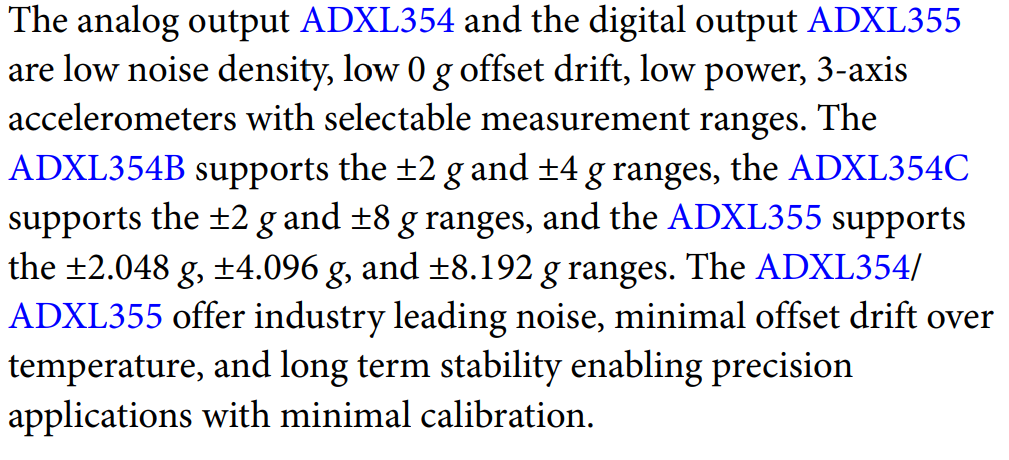 The analog output ADXL354 and the digital output ADXL355
are low noise density, low 0 g offset drift, low power, 3-axis
accelerometers with selectable measurement ranges. The
ADXL354B supports the ±2 g and ±4 g ranges, the ADXL354C
supports the ±2 g and ±8 g ranges, and the ADXL355 supports
the ±2.048 g, ±4.096 g, and ±8.192 g ranges. The ADXL354/
ADXL355 offer industry leading noise, minimal offset drift over
temperature, and long term stability enabling precision
applications with minimal calibration.